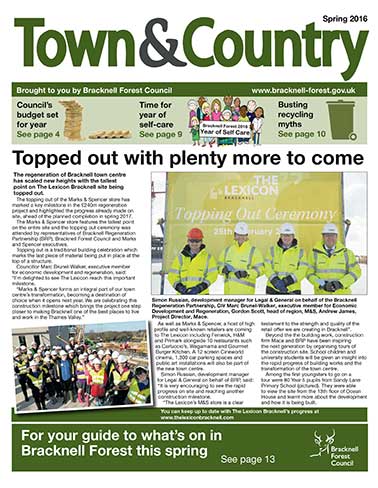 Spring 2016
Town&Country
Brought to you by Bracknell Forest Council
www.bracknell-forest.gov.uk
Council's
budget set
for year
See page 4
Time for
year of
self-care
See page 9
Bracknell Forest 2016
Year of Self Care
Busting
recycling
myths
See page 10
Topped out with plenty more to come
The regeneration of Bracknell town centre
has scaled new heights with the tallest
point on The Lexicon Bracknell site being
topped out.
The topping out of the Marks & Spencer store has
marked a key milestone in the £240m regeneration
project and highlighted the progress already made on
site, ahead of the planned completion in spring 2017.
The Marks & Spencer store features the tallest point
on the entire site and the topping out ceremony was
attended by representatives of Bracknell Regeneration
Partnership (BRP), Bracknell Forest Council and Marks
and Spencer executives.
Topping out is a traditional building celebration which
marks the last piece of material being put in place at the
top of a structure.
Councillor Marc Brunel-Walker, executive member
for economic development and regeneration, said:
"I'm delighted to see The Lexicon reach this important
milestone.
"Marks & Spencer forms an integral part of our town
centre's transformation, becoming a destination of
choice when it opens next year. We are celebrating this
construction milestone which brings the project one step
closer to making Bracknell one of the best places to live
and work in the Thames Valley."
THE
LEXICON
BRACKNELL
Topping Out Ceremony
25th February 2016
Simon Russian, development manager for Legal & General on behalf of the Bracknell
Regeneration Partnership, Cllr Marc Brunel-Walker, executive member for Economic
Development and Regeneration, Gordon Scott, head of region, M&S, Andrew James,
Project Director, Mace.
As well as Marks & Spencer, a host of high
profile and well-known retailers are coming
to The Lexicon including Fenwick, H&M
and Primark alongside 10 restaurants such
as Carluccio's, Wagamama and Gourmet
Burger Kitchen. A 12 screen Cineworld
cinema, 1,300 car parking spaces and
public art installations will also be part of
the new town centre.
Simon Russian, development manager
for Legal & General on behalf of BRP, said:
"It is very encouraging to see the rapid
progress on site and reaching another
construction milestone.
"The Lexicon's M&S store is a clear
testament to the strength and quality of the
retail offer we are creating in Bracknell."
Beyond the building work, construction
firm Mace and BRP have been inspiring
the next generation by organising tours of
the construction site. School children and
university students will be given an insight into
the rapid progress of building works and the
transformation of the town centre.
Among the first youngsters to go on a
tour were 80 Year 5 pupils from Sandy Lane
Primary School (pictured). They were able
to view the site from the 13th floor of Ocean
House and learnt more about the development
and how it is being built.
You can keep up to date with The Lexicon Bracknell's progress at
www.thelexiconbracknell.com
For your guide to what's on in
Bracknell Forest this spring
See page 13
Bracknell
Forest
Council